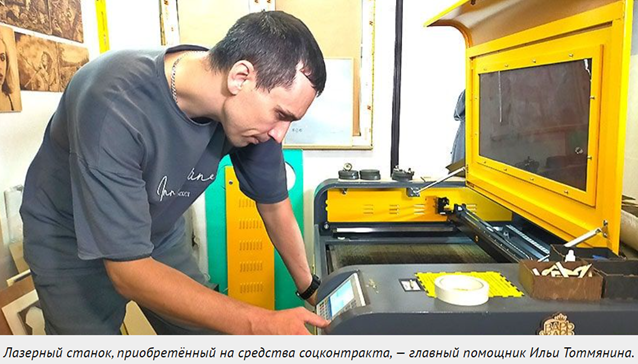 Лазерный станок, приобретённый на средства соцконтракта, — главный помощник Ильи Тотмянина.